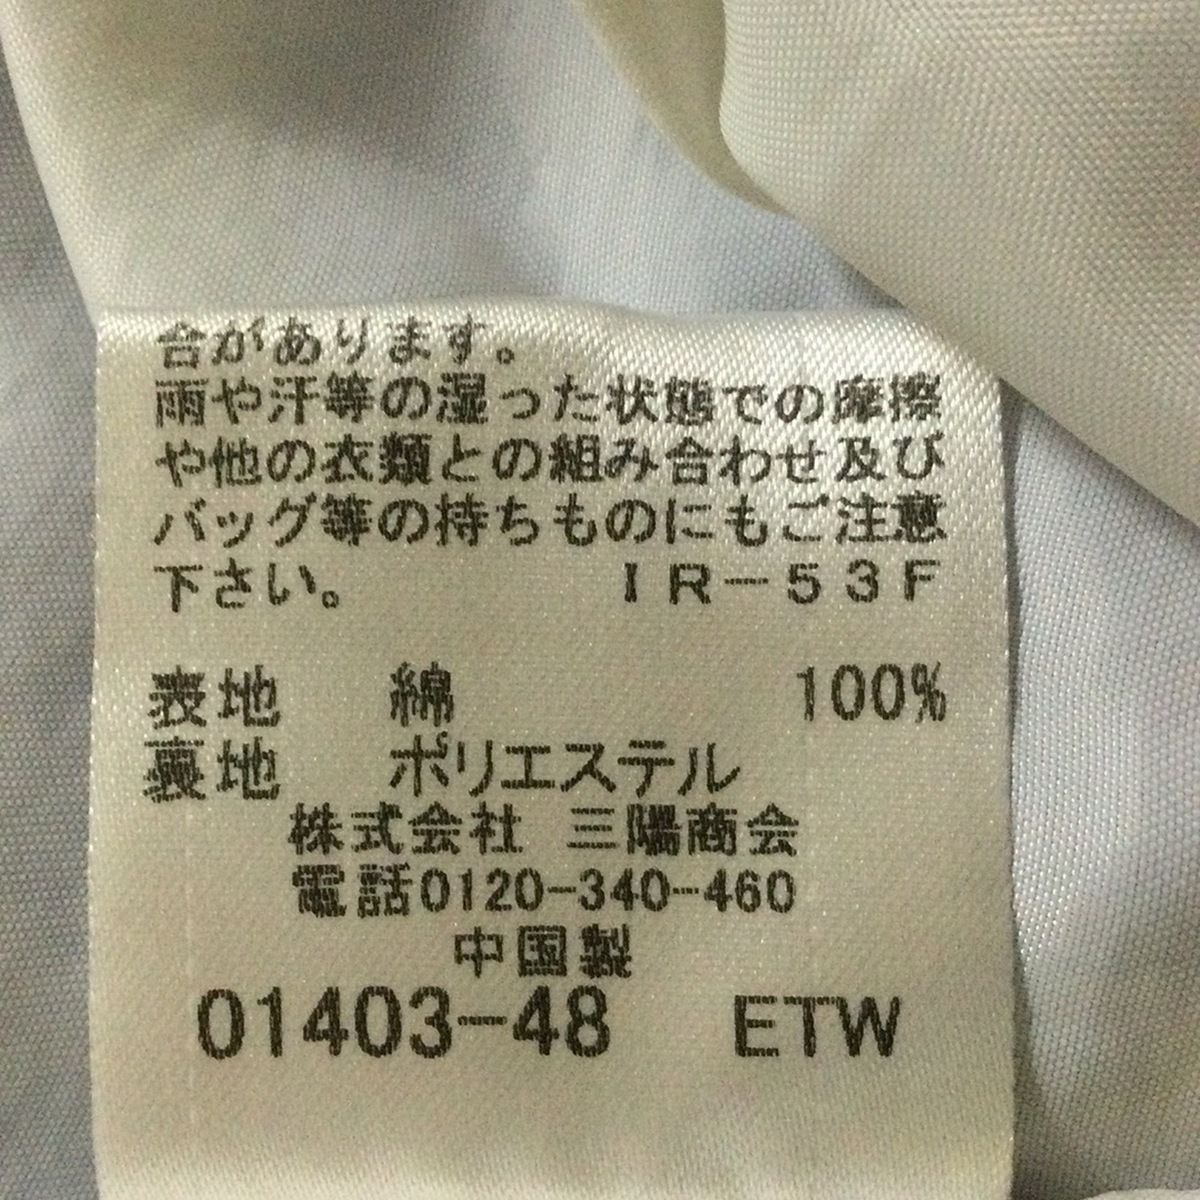 合があります。
雨や汗等の湿った状態での摩擦
や他の衣類との組み合わせ及び
バッグ等の持ちものにもご注意
下さい。 IR-53F
表地 綿 100%
裏地 ポリエステル
株式会社 三陽商会
電話0120-340-460
中国製
01403-48 ETW